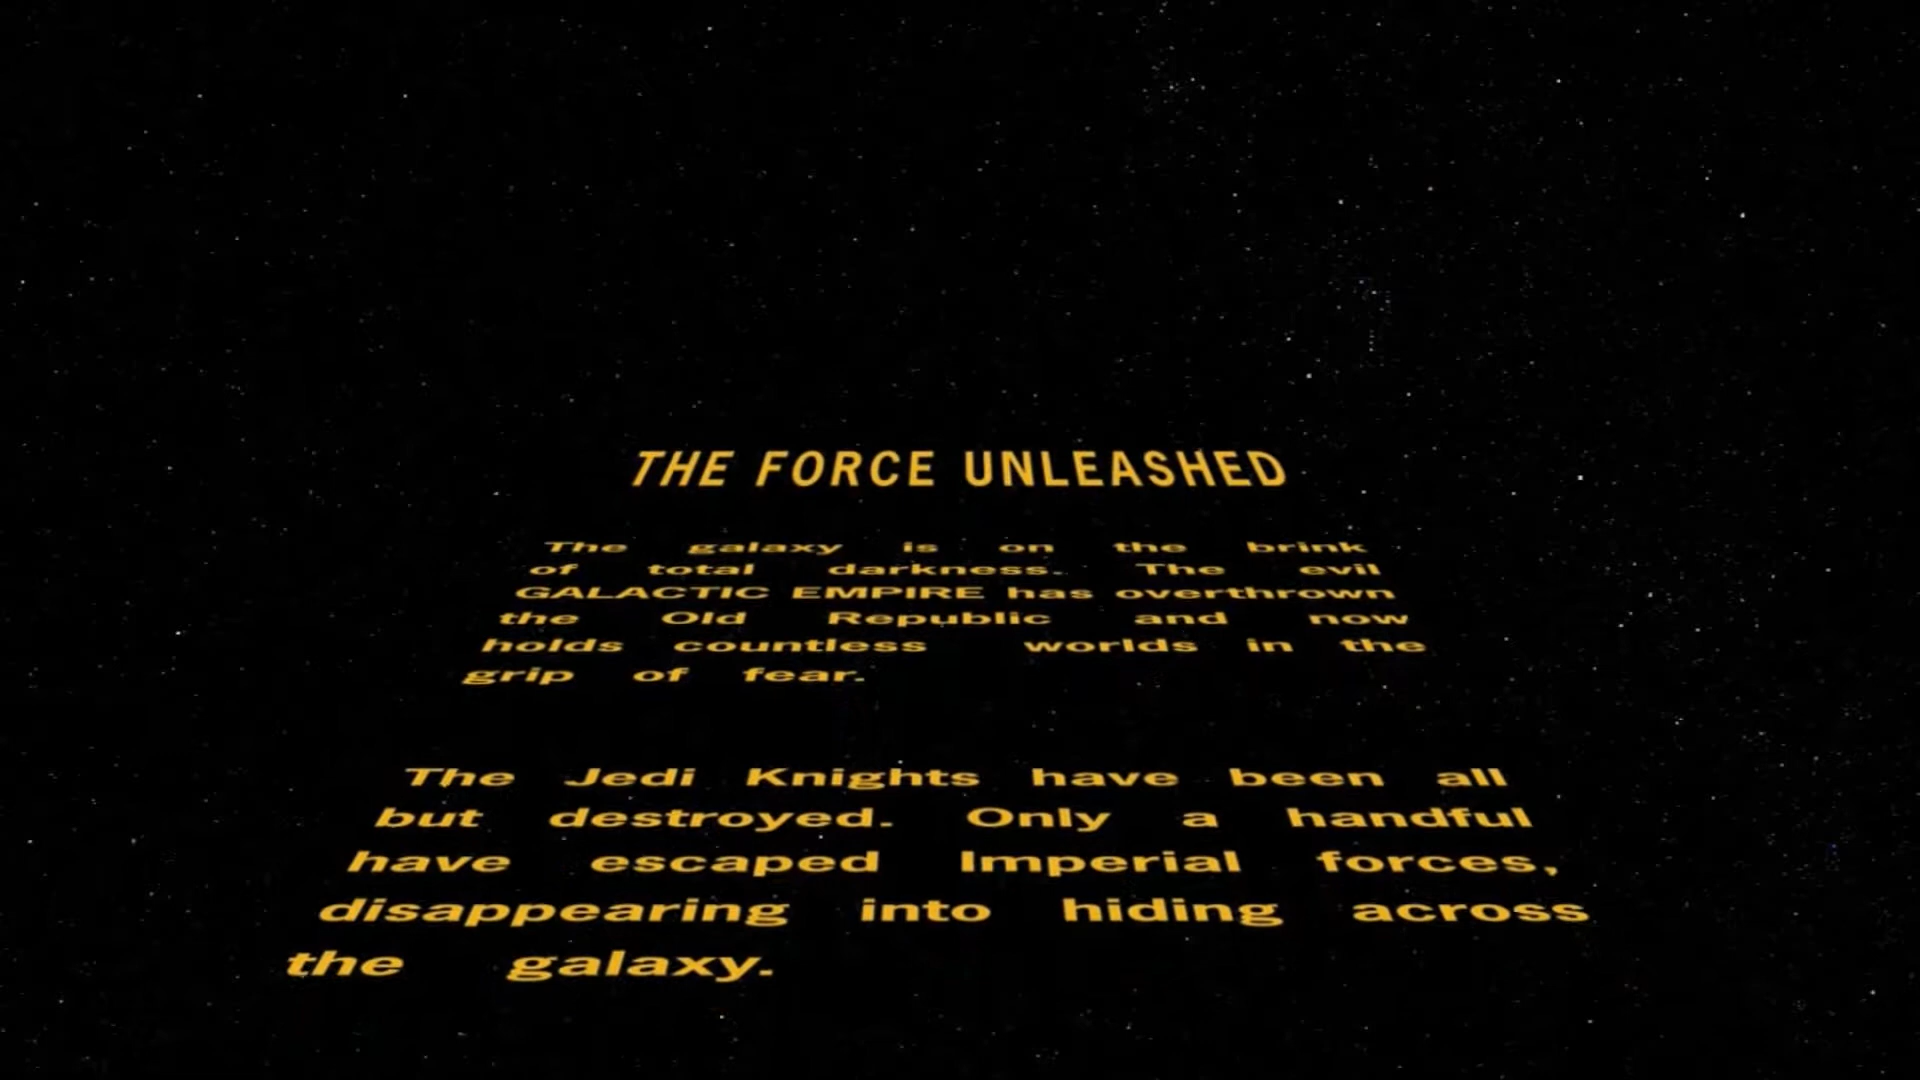 THE FORCE UNLEASHED
The galaxy is on the brink
of total darkness. The evil
GALACTIC EMPIRE has overthrown
the Old Republic and now
holds countless worlds in the
grip of fear.
The Jedi Knights have been all
but destroyed. Only a handful
have escaped Imperial forces,
disappearing into hiding across
the galaxy.